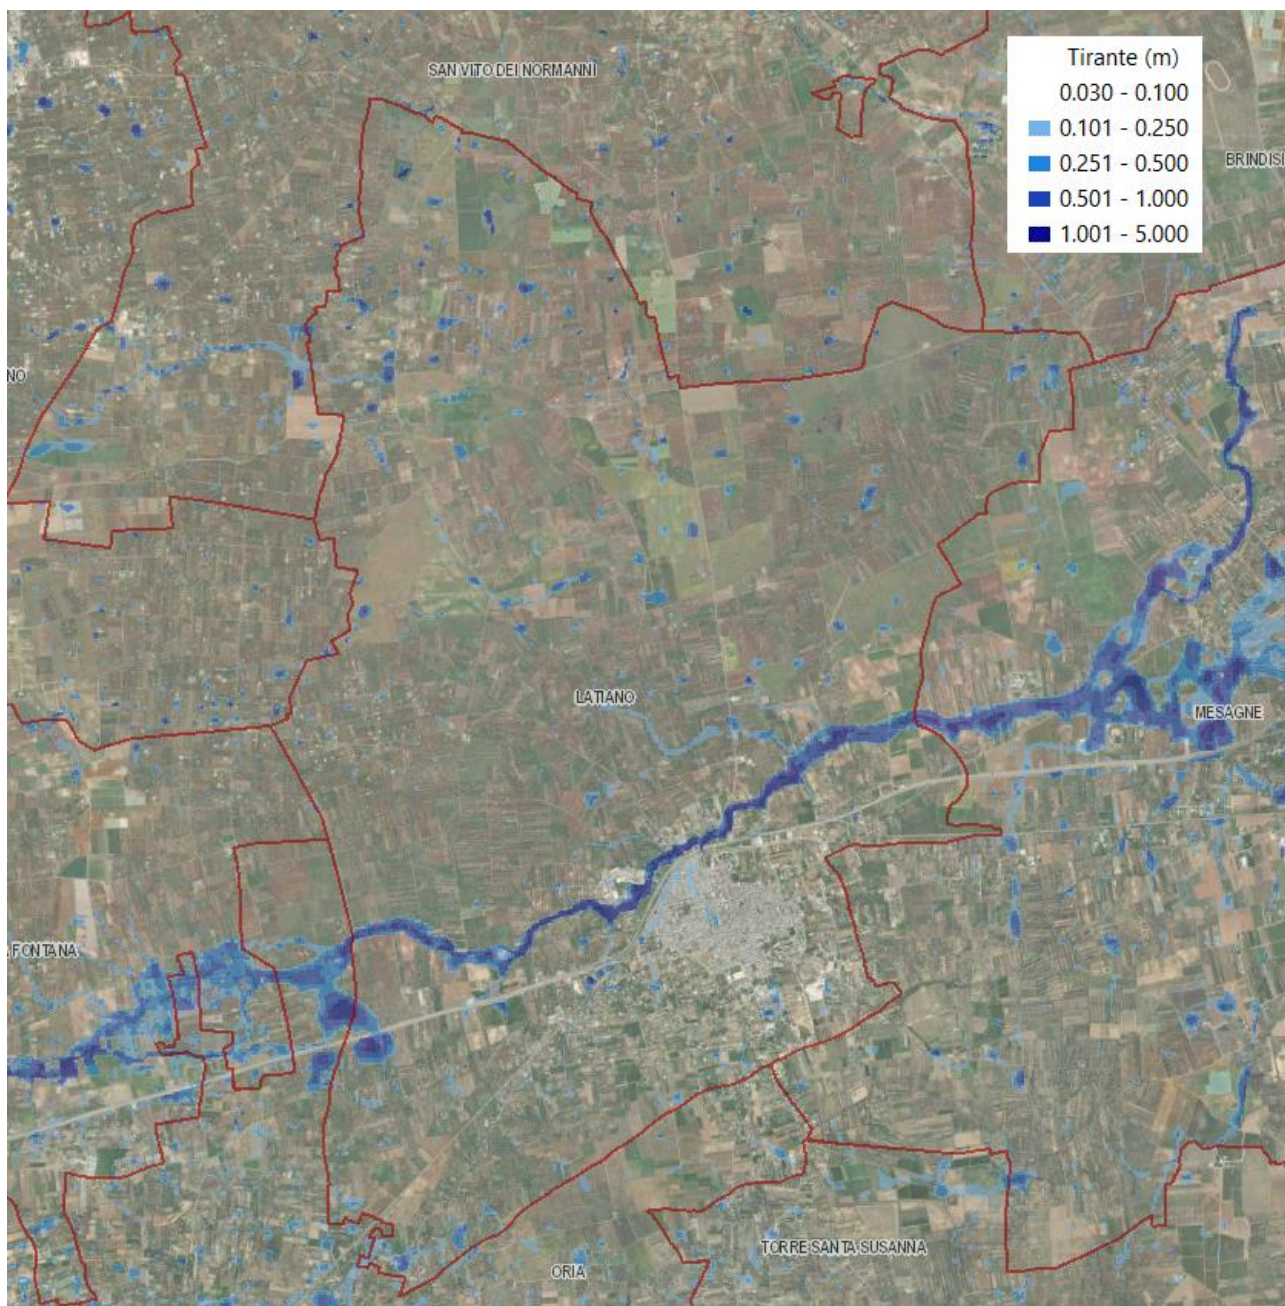 SAN VITO DEI NORMANNI
Tirante (m)
0.030 - 0.100
0.101 - 0.250
0.251 - 0.500
0.501 - 1.000
1.001 - 5.000
BRINDISI
NO
LATIANO
MESAGNE
FONTANA
TORRE SANTA SUSANNA
ORIA